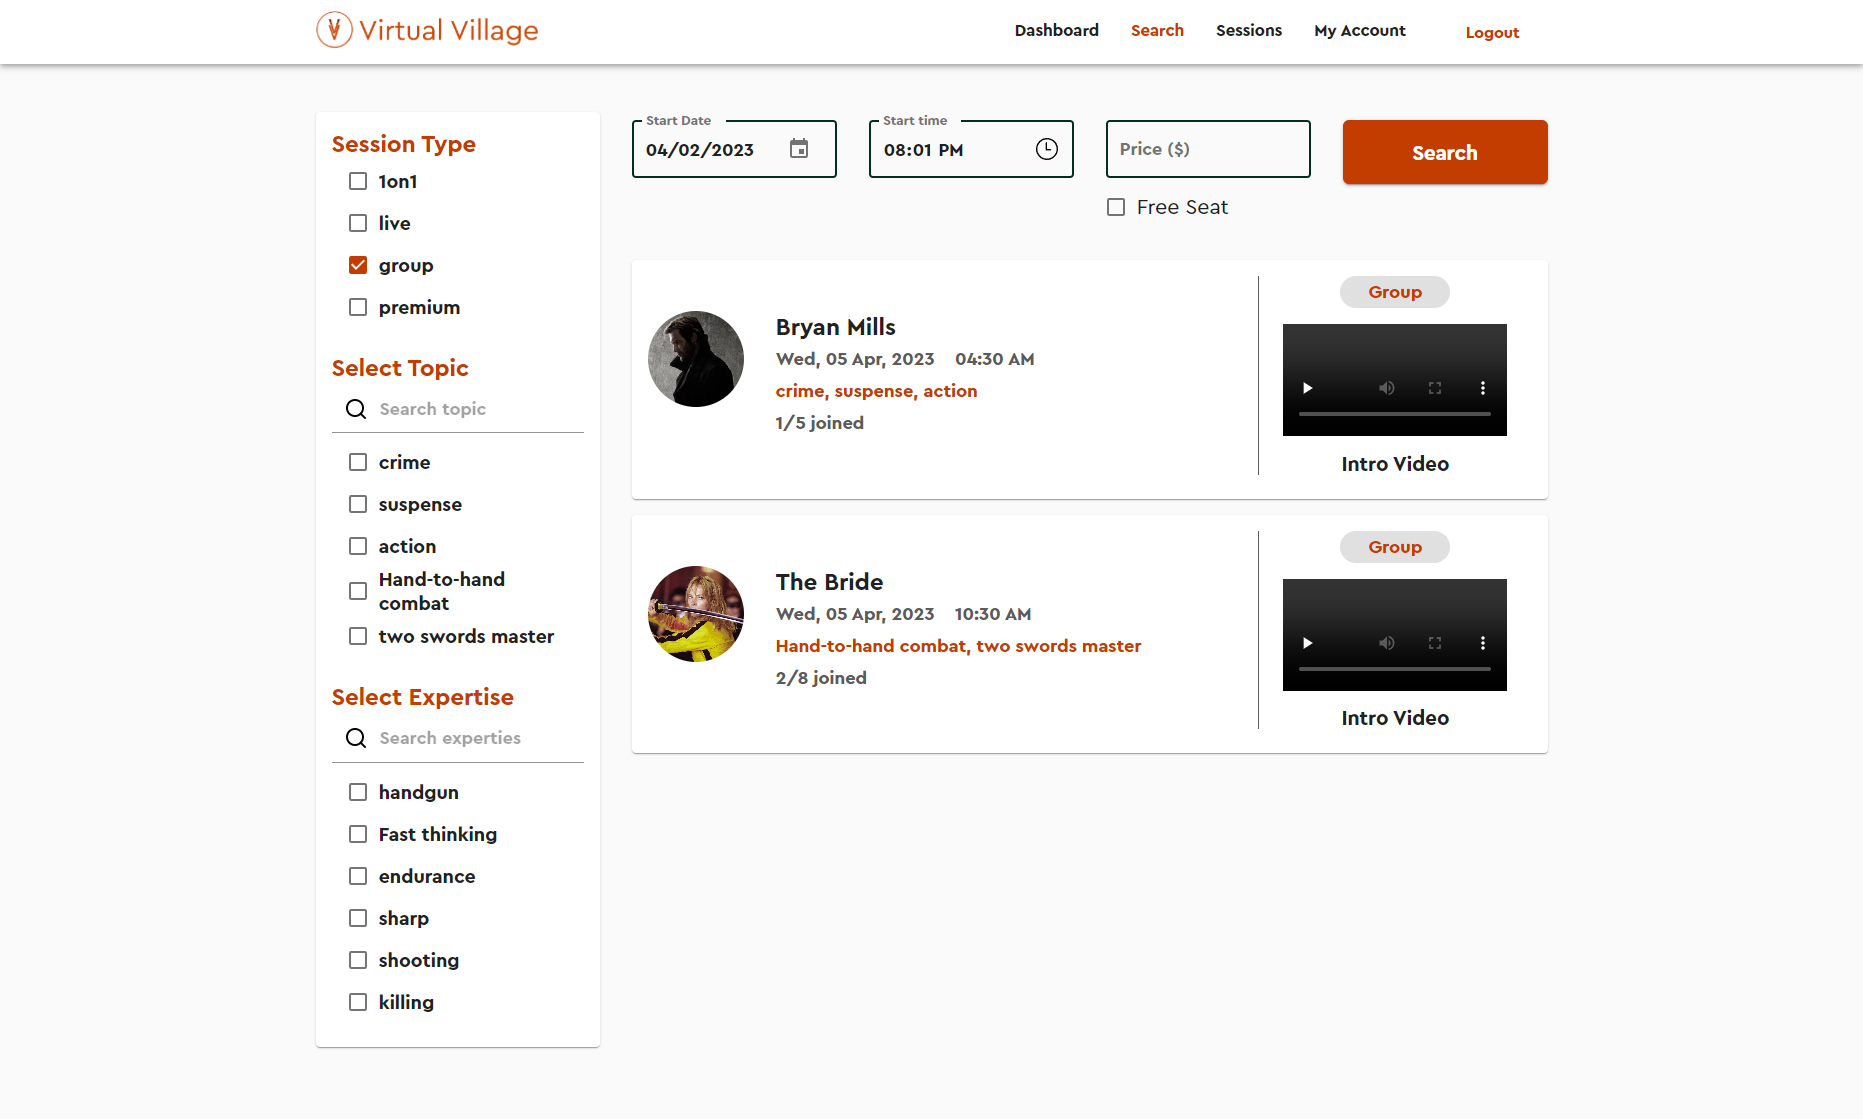 Virtual Village
Dashboard
Search
Sessions
My Account
Logout
Session Type
1on1
live
group
premium
Select Topic
Search topic
crime
suspense
action
Hand-to-hand
combat
two swords master
Select Expertise
Search experties
handgun
Fast thinking
endurance
sharp
shooting
killing
Start Date
04/02/2023
Start time
08:01 PM
Price ($)
Free Seat
Search
Bryan Mills
Wed, 05 Apr, 2023 04:30 AM
crime, suspense, action
1/5 joined
Group
Intro Video
The Bride
Wed, 05 Apr, 2023 10:30 AM
Hand-to-hand combat, two swords master
2/8 joined
Group
Intro Video